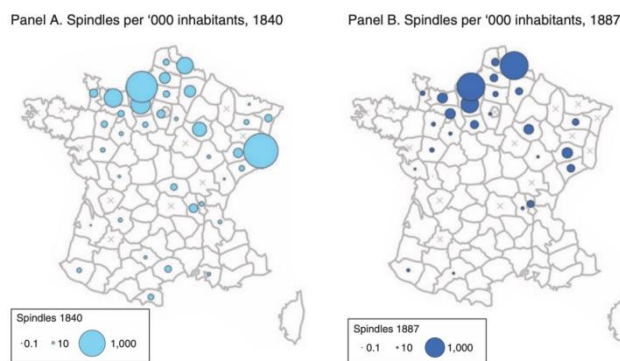 Panel A. Spindles per ‘000 inhabitants, 1840
Panel B. Spindles per ‘000 inhabitants, 1887
Spindles 1840
0.1 10 1,000
Spindles 1887
0.1 10 1,000